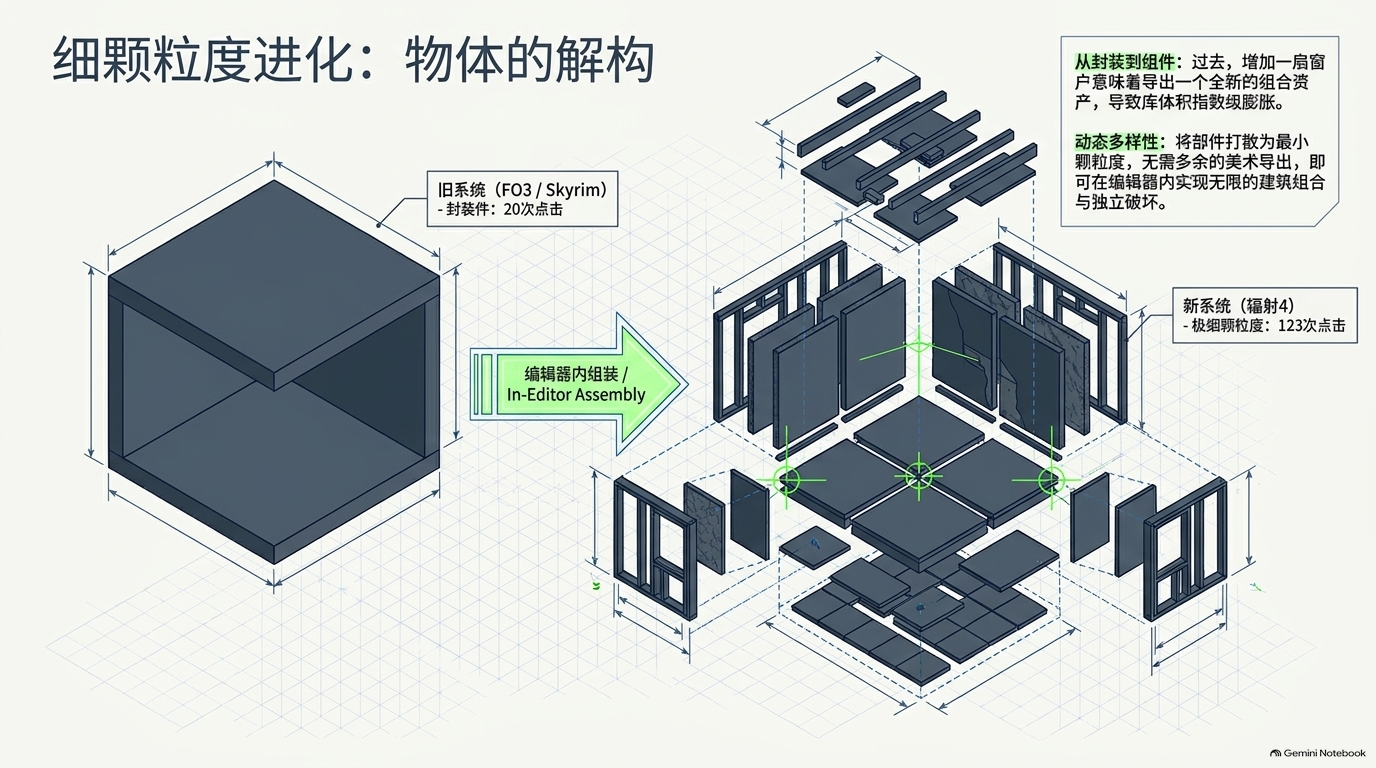 细颗粒度进化：物体的解构
旧系统（FO3 / Skyrim）
- 封装件：20次点击
编辑器内组装 /
In-Editor Assembly
从封装到组件：过去，增加一扇窗
户意味着导出一个全新的组合资
产，导致库体积指数级膨胀。
动态多样性：将部件打散为最小
颗粒度，无需多余的美术导出，即
可在编辑器内实现无限的建筑组合
与独立破坏。
新系统（辐射4）
- 极细颗粒度：123次点击
Gemini Notebook